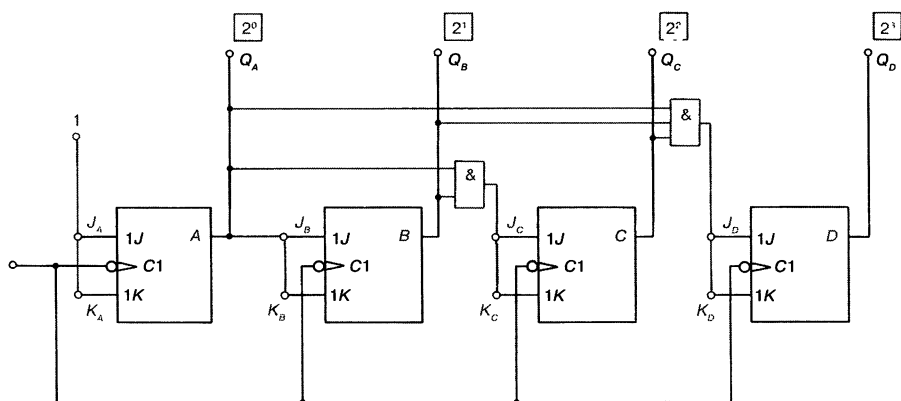 2⁰ 2¹ 2² 2³
Q_A Q_B Q_C Q_D
&
1
&
J_A J_B J_C J_D
1J A 1J B 1J C 1J D
C1 C1 C1 C1
1K 1K 1K 1K
K_A K_B K_C K_D